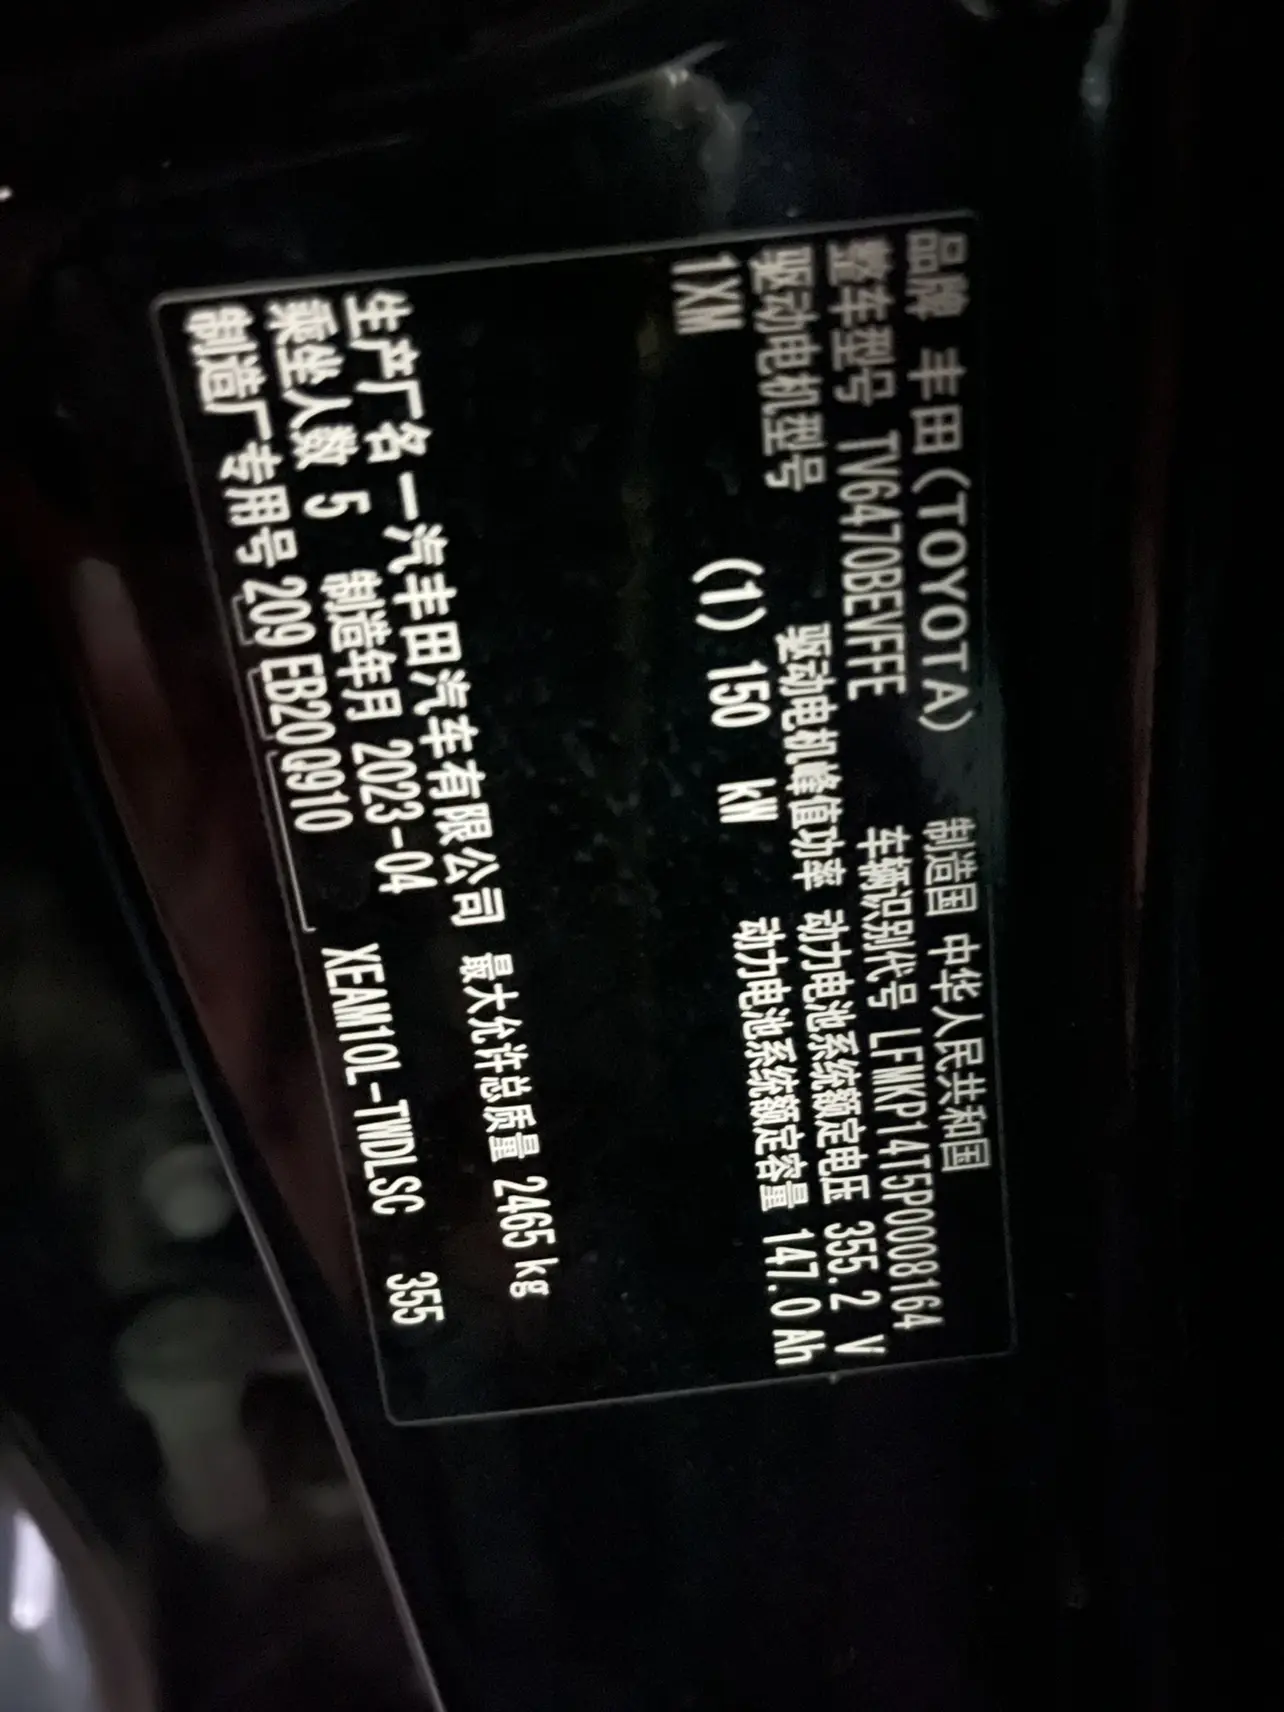 品牌 丰田(TOYOTA) 制造国 中华人民共和国
整车型号 TV6470BEVFFE 车辆识别代号 LFMKP14T5P0008164
驱动电机型号 驱动电机峰值功率 动力电池系统额定电压 355.2 V
1XM (1) 150 kW 动力电池系统额定容量 147.0 Ah
生产厂名 一汽丰田汽车有限公司 最大允许总质量 2465 kg
乘坐人数 5 制造年月 2023-04
制造厂专用号 209 EB20Q910 XEAM10L-TWDLSC 355